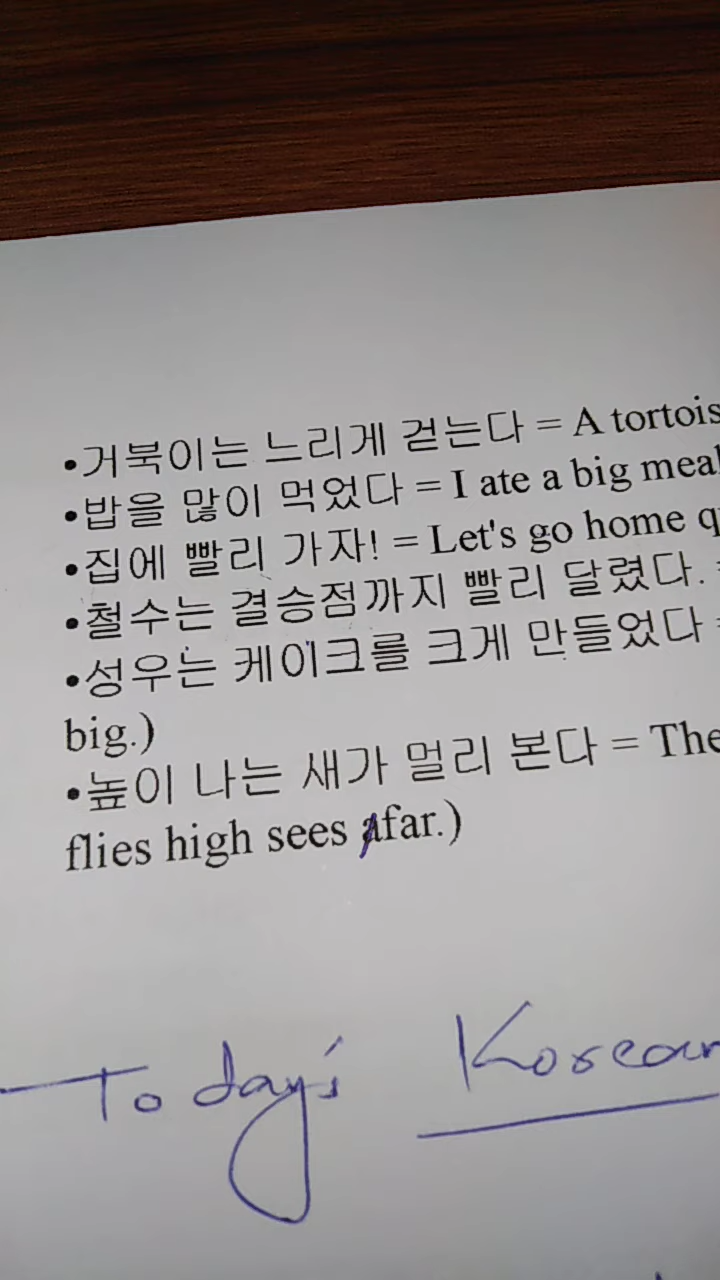 •거북이는 느리게 걷는다 = A tortois
•밥을 많이 먹었다 = I ate a big meal
•집에 빨리 가자! = Let's go home q
•철수는 결승점까지 빨리 달렸다. =
•성우는 케이크를 크게 만들었다 =
big.)
•높이 나는 새가 멀리 본다 = The
flies high sees afar.)
Today's Korean